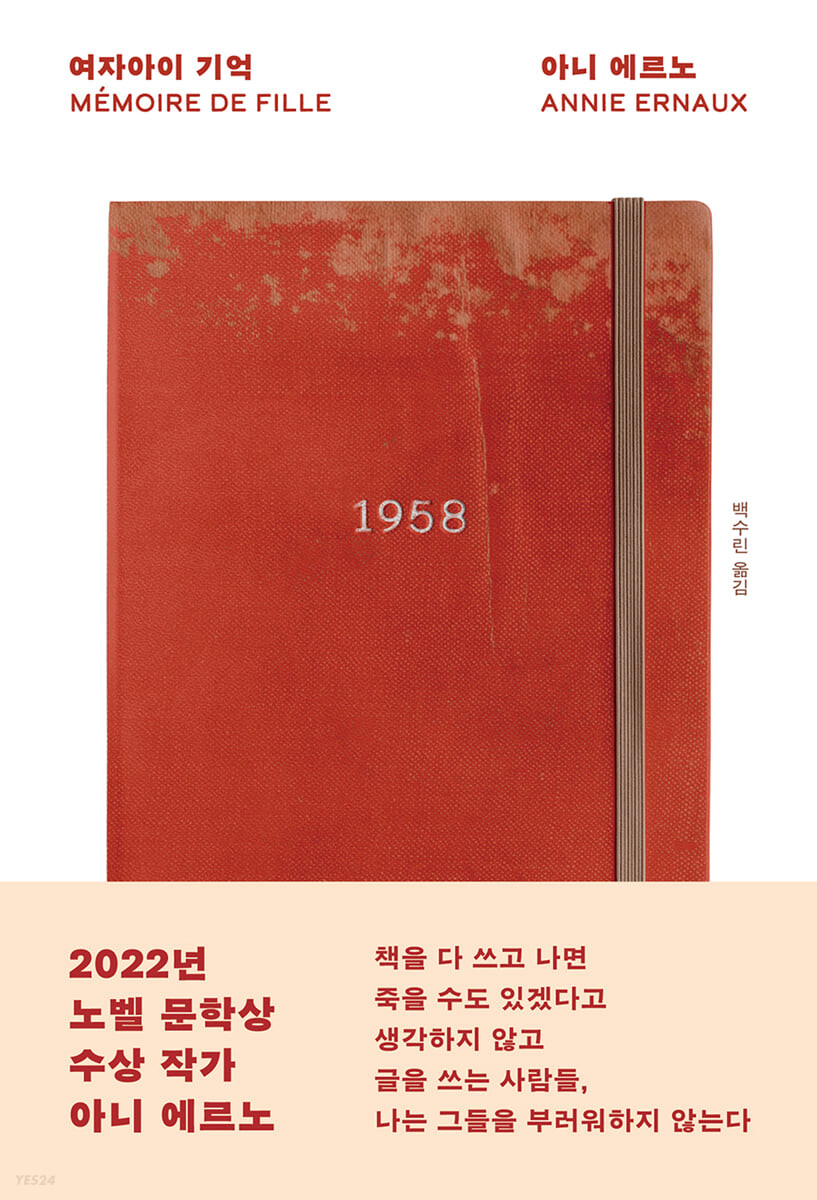 여자아이 기억
MÉMOIRE DE FILLE
아니 에르노
ANNIE ERNAUX
1958
백수린 옮김
2022년
노벨 문학상
수상 작가
아니 에르노
책을 다 쓰고 나면
죽을 수도 있겠다고
생각하지 않고
글을 쓰는 사람들,
나는 그들을 부러워하지 않는다
YES24